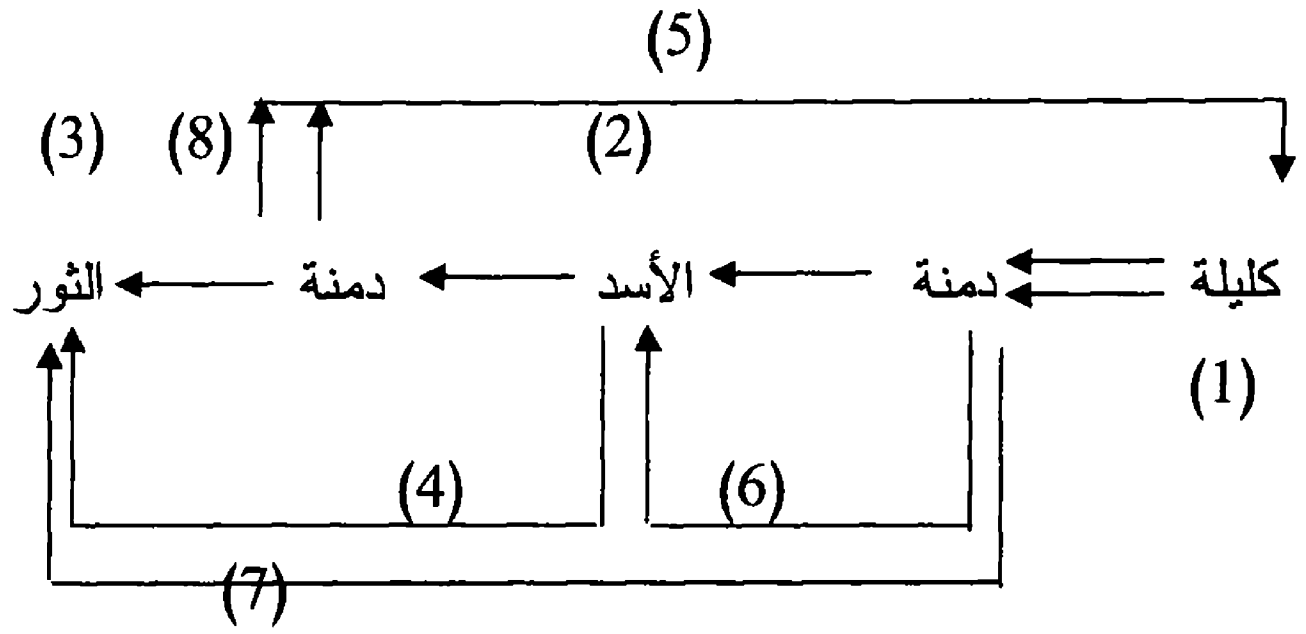 (5)
(2) (8) (3)
كليلة دمنة الأسد دمنة الثور
(1)
(6) (4)
(7)